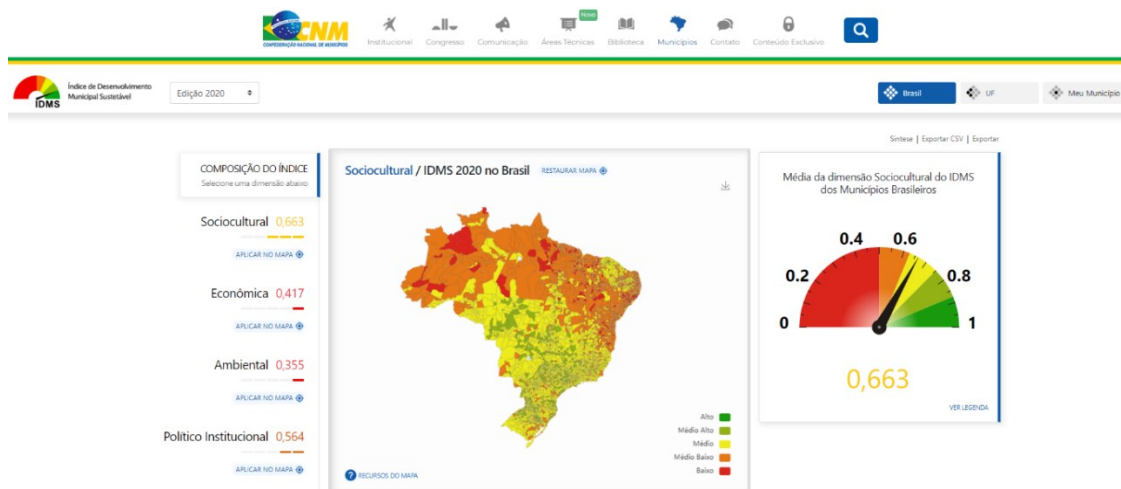 CNM
CONFEDERAÇÃO NACIONAL DE MUNICÍPIOS
Institucional
Congresso
Comunicação
Novo
Áreas Técnicas
Biblioteca
Municípios
Contato
Conteúdo Exclusivo
IDMS
Índice de Desenvolvimento
Municipal Sustetável
Edição 2020
Brasil
UF
Meu Município
Sintese | Exportar CSV | Exportar
COMPOSIÇÃO DO ÍNDICE
Selecione uma dimensão abaixo
Sociocultural 0,663
APLICAR NO MAPA
Econômica 0,417
APLICAR NO MAPA
Ambiental 0,355
APLICAR NO MAPA
Político Institucional 0,564
APLICAR NO MAPA
Sociocultural / IDMS 2020 no Brasil RESTAURAR MAPA
Alto
Médio Alto
Médio
Médio Baixo
Baixo
? RECURSOS DO MAPA
Média da dimensão Sociocultural do IDMS
dos Municípios Brasileiros
0.4 0.6
0.2 0.8
0 1
0,663
VER LEGENDA